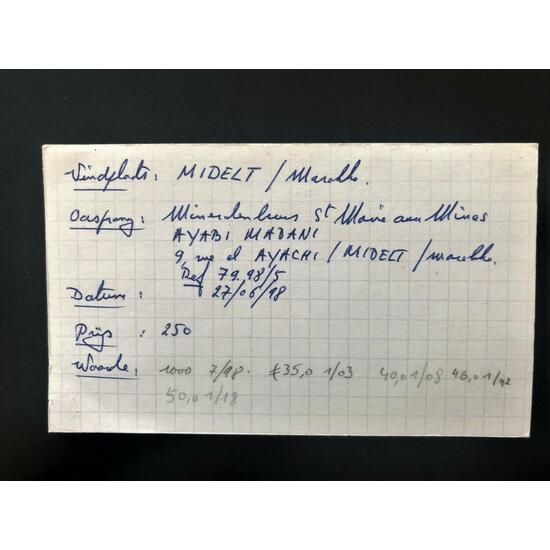 Vindplaats: MIDELT / Marokko.
Oorsprong: Mineralenbeurs St Marie aux Mines
AYABI MADANI
9, rue el AYACHI / MIDELT / Marokko.
Ref 79.98/5
Datum: 27/06/98
Prijs: 250
Waarde: 1000 7/98. €35,0 1/03 40,0 1/08 45,0 1/12
50,0 1/18